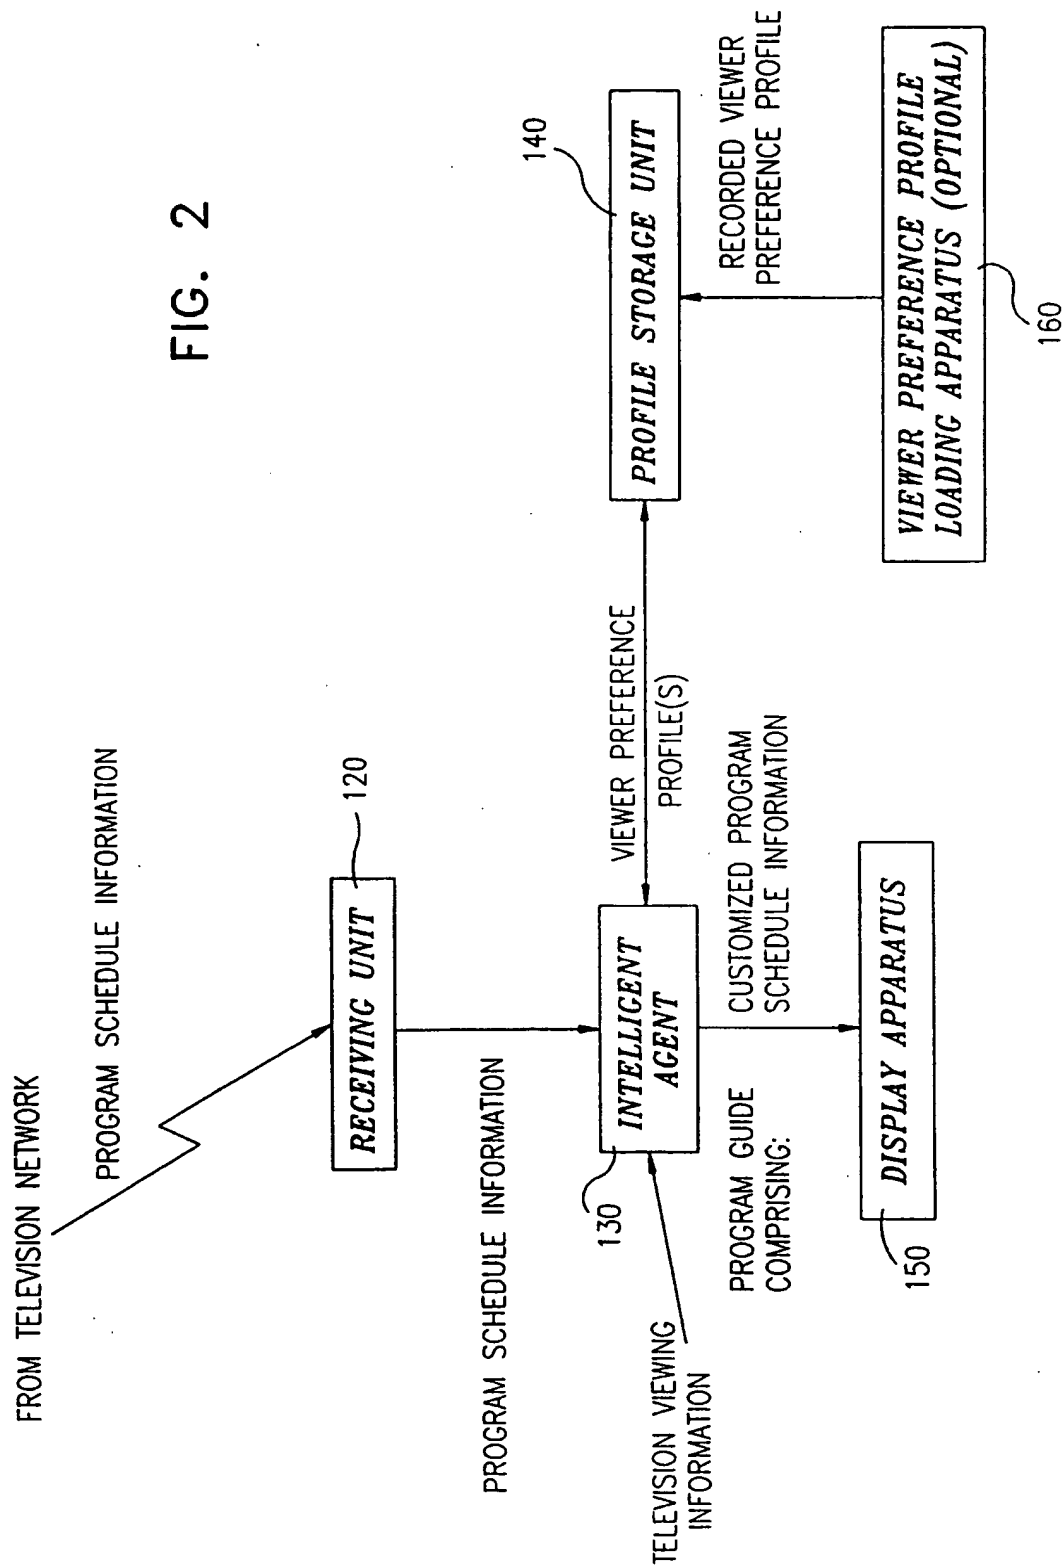 FIG. 2
FROM TELEVISION NETWORK
PROGRAM SCHEDULE INFORMATION
120
RECEIVING UNIT
PROGRAM SCHEDULE INFORMATION
130
INTELLIGENT
AGENT
TELEVISION VIEWING
INFORMATION
VIEWER PREFERENCE
PROFILE(S)
140
PROFILE STORAGE UNIT
RECORDED VIEWER
PREFERENCE PROFILE
PROGRAM GUIDE
COMPRISING:
CUSTOMIZED PROGRAM
SCHEDULE INFORMATION
150
DISPLAY APPARATUS
VIEWER PREFERENCE PROFILE
LOADING APPARATUS (OPTIONAL)
160